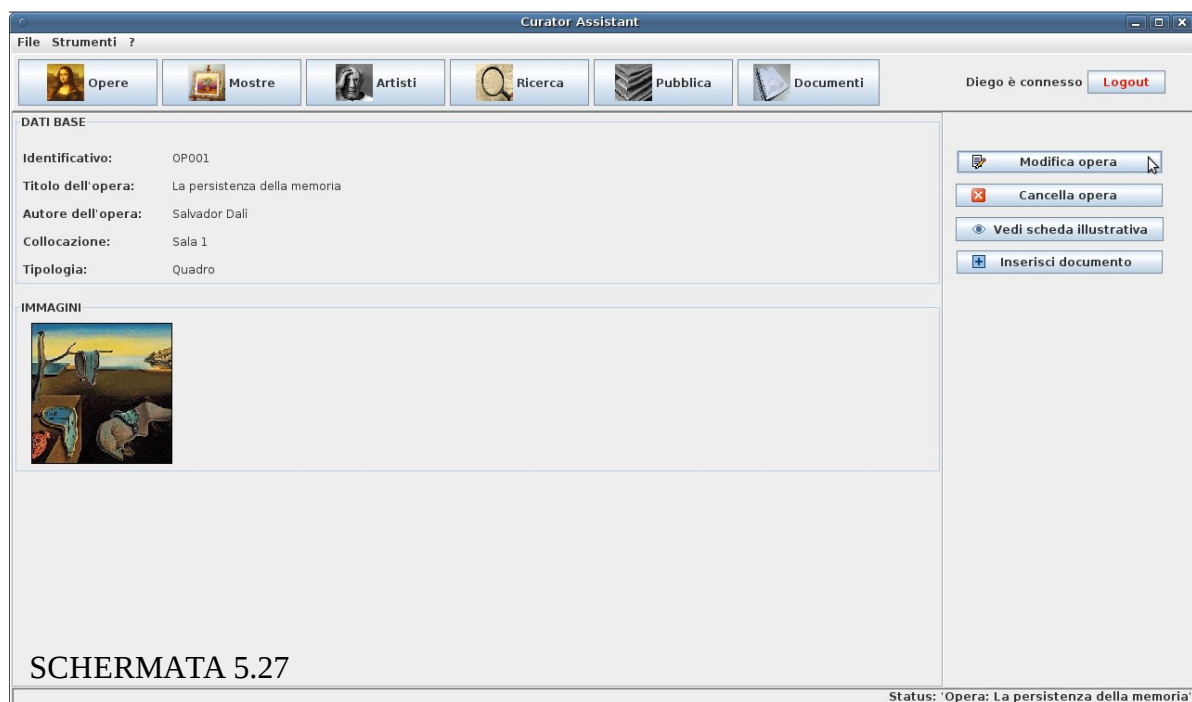 Curator Assistant
File Strumenti ?
Opere Mostre Artisti Ricerca Pubblica Documenti Diego è connesso Logout
DATI BASE
Identificativo: OP001
Titolo dell'opera: La persistenza della memoria
Autore dell'opera: Salvador Dalì
Collocazione: Sala 1
Tipologia: Quadro
IMMAGINI
Modifica opera
Cancella opera
Vedi scheda illustrativa
Inserisci documento
SCHERMATA 5.27
Status: 'Opera: La persistenza della memoria'